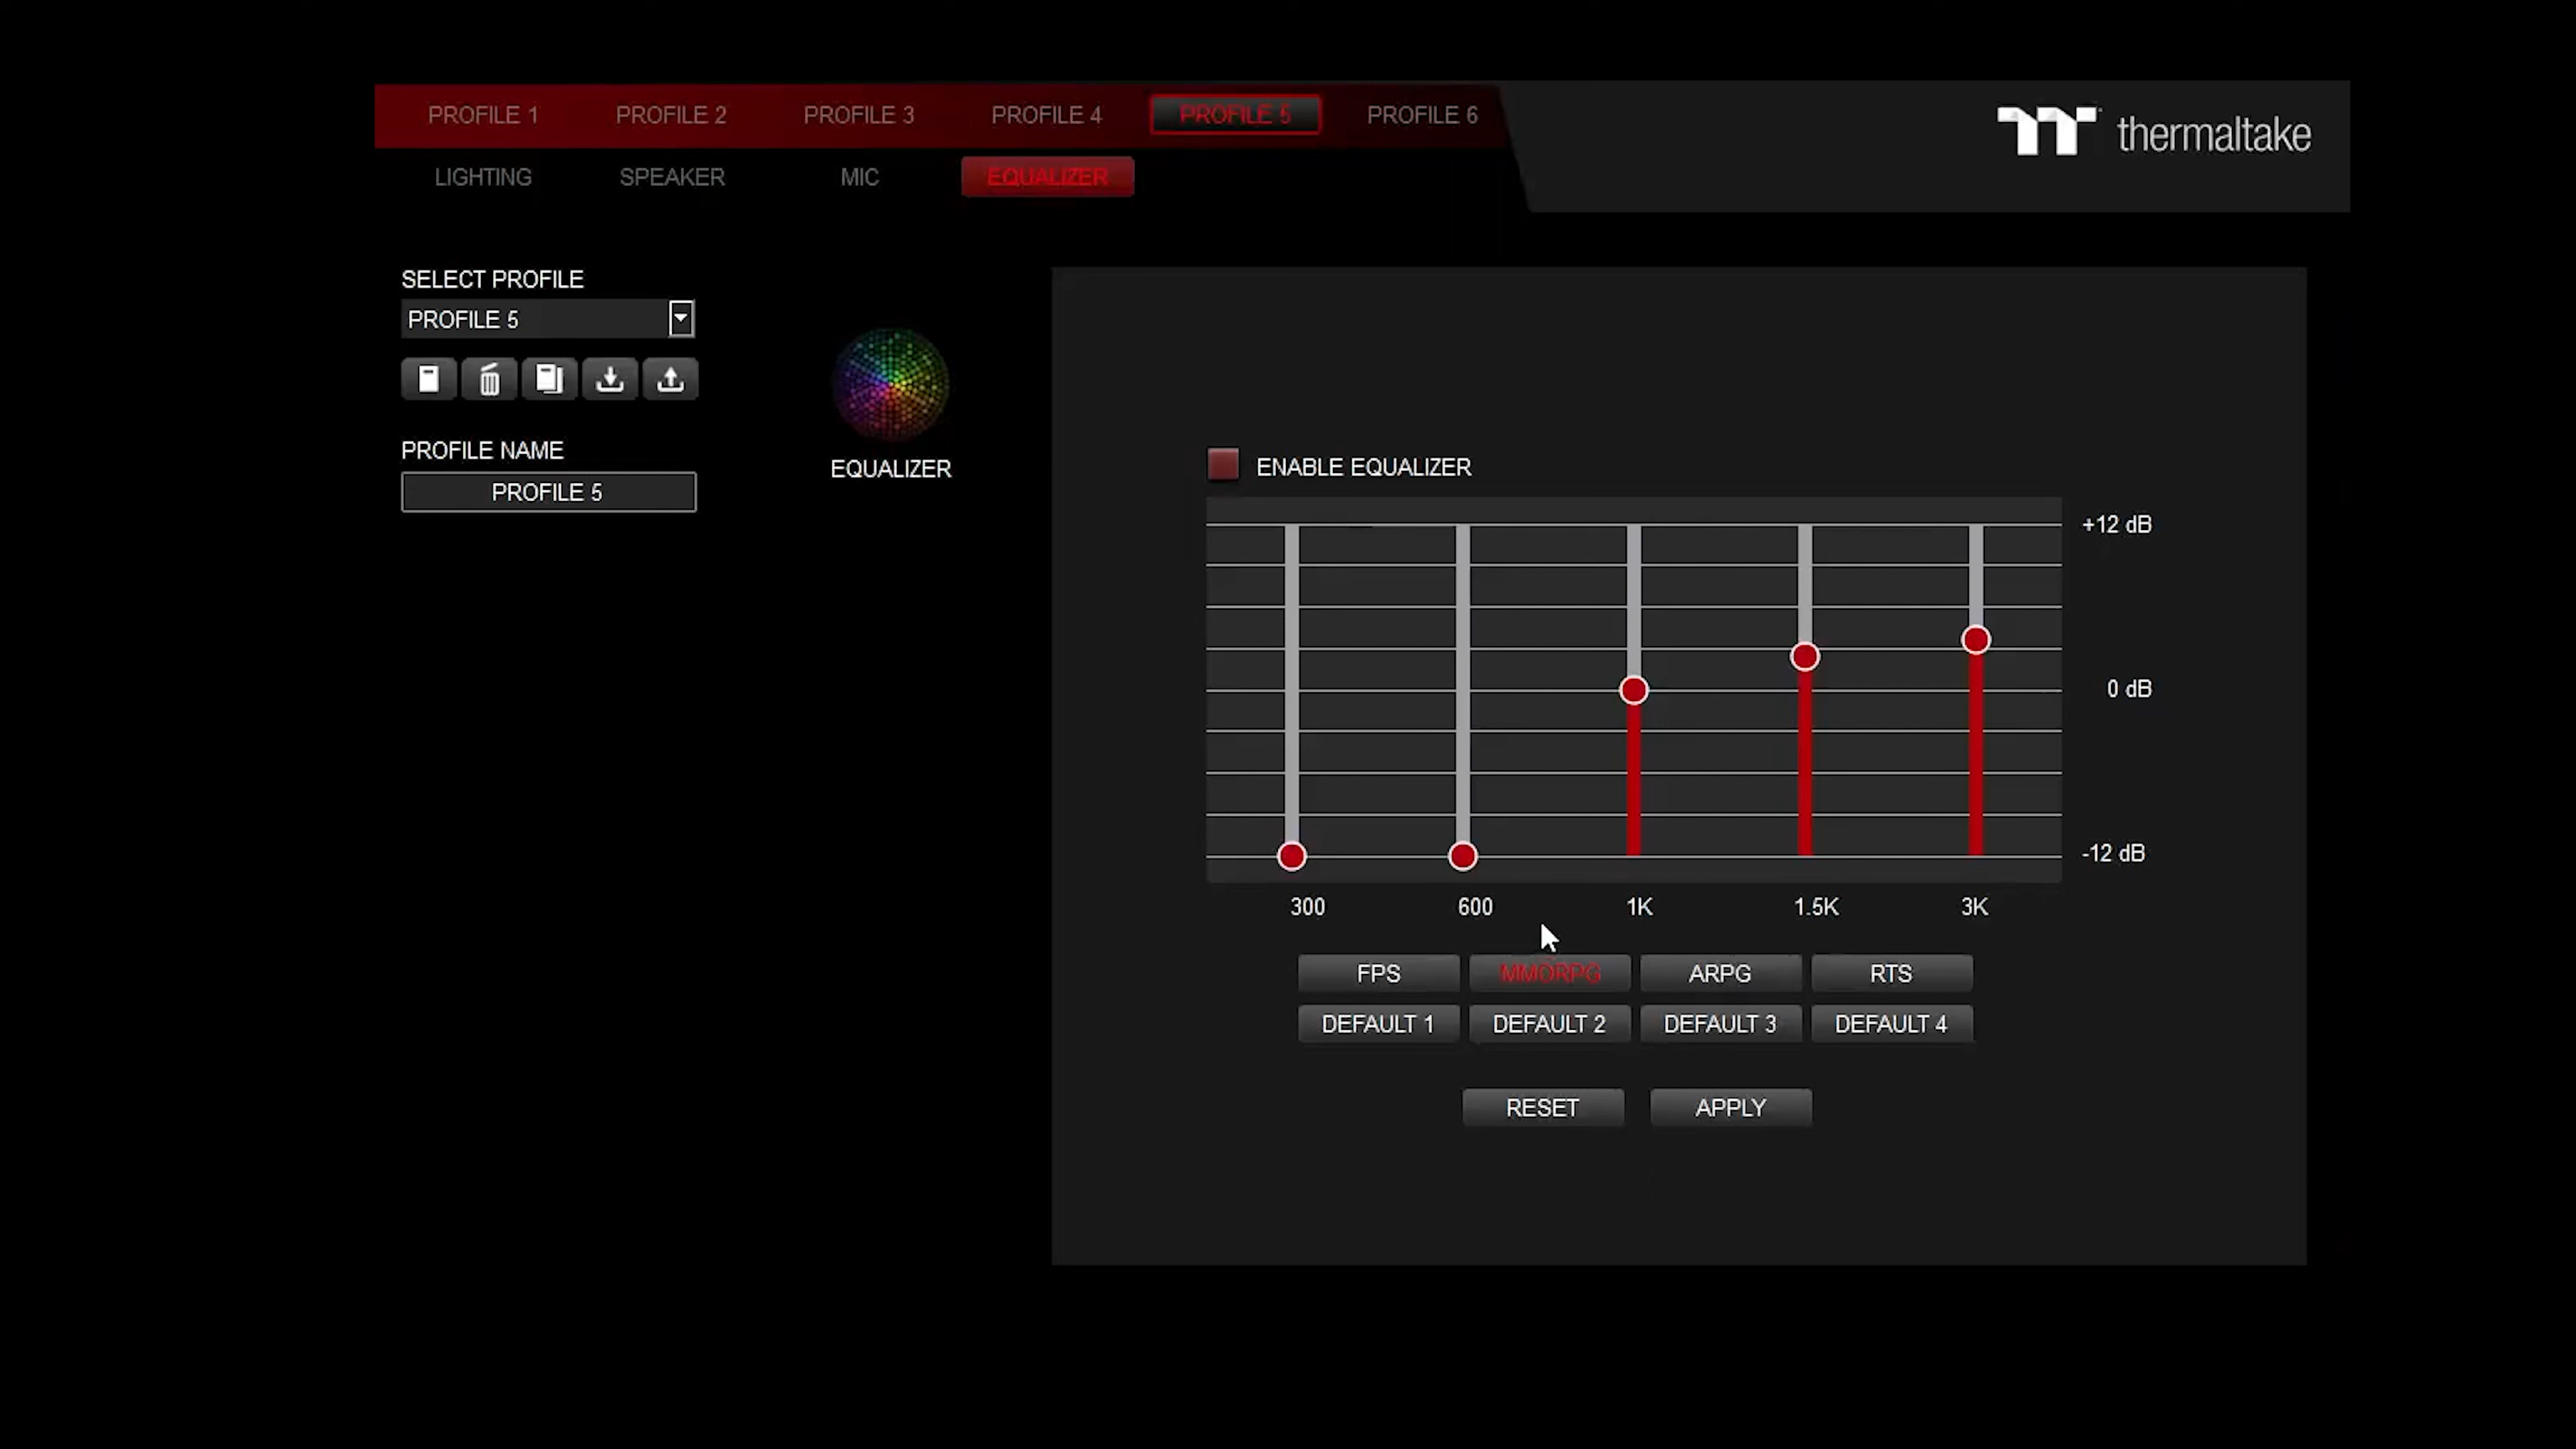 PROFILE 1 PROFILE 2 PROFILE 3 PROFILE 4 PROFILE 5 PROFILE 6
thermaltake
LIGHTING SPEAKER MIC EQUALIZER
SELECT PROFILE
PROFILE 5
PROFILE NAME
PROFILE 5
EQUALIZER
ENABLE EQUALIZER
+12 dB
0 dB
-12 dB
300 600 1K 1.5K 3K
FPS MMORPG ARPG RTS
DEFAULT 1 DEFAULT 2 DEFAULT 3 DEFAULT 4
RESET APPLY